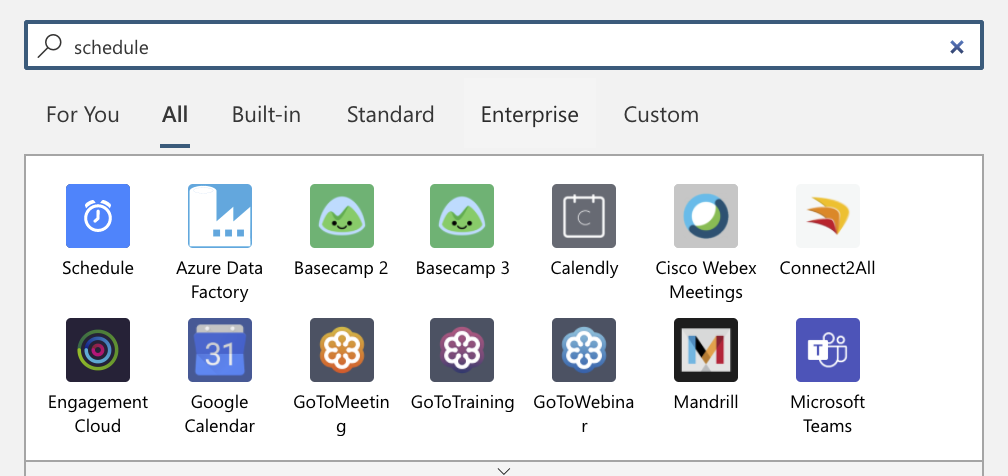 schedule
For You All Built-in Standard Enterprise Custom
Schedule
Azure Data
Factory
Basecamp 2
Basecamp 3
Calendly
C
Cisco Webex
Meetings
Connect2All
Engagement
Cloud
31
Google
Calendar
GoToMeetin
g
GoToTraining
GoToWebina
r
M
Mandrill
T
Microsoft
Teams